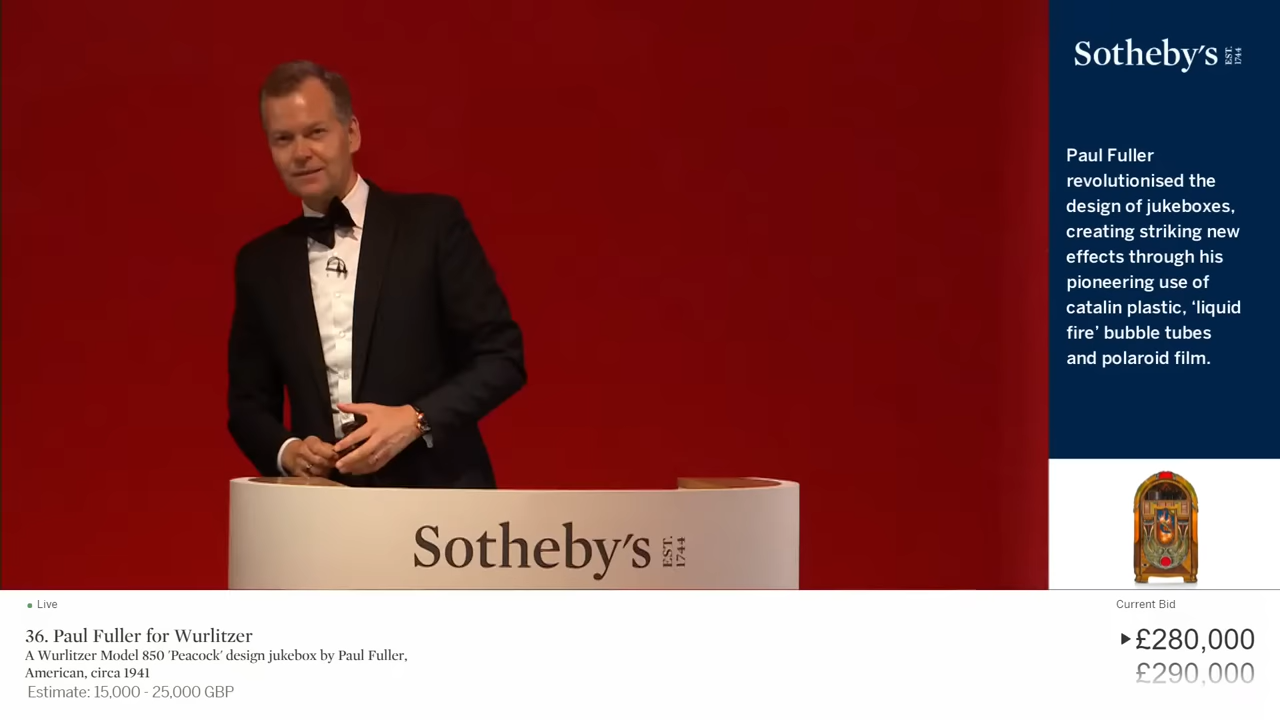 Sotheby's EST. 1744
Paul Fuller
revolutionised the
design of jukeboxes,
creating striking new
effects through his
pioneering use of
catalin plastic, ‘liquid
fire’ bubble tubes
and polaroid film.
Sotheby's EST. 1744
Live
Current Bid
36. Paul Fuller for Wurlitzer
A Wurlitzer Model 850 'Peacock' design jukebox by Paul Fuller,
American, circa 1941
Estimate: 15,000 - 25,000 GBP
£280,000
£290,000